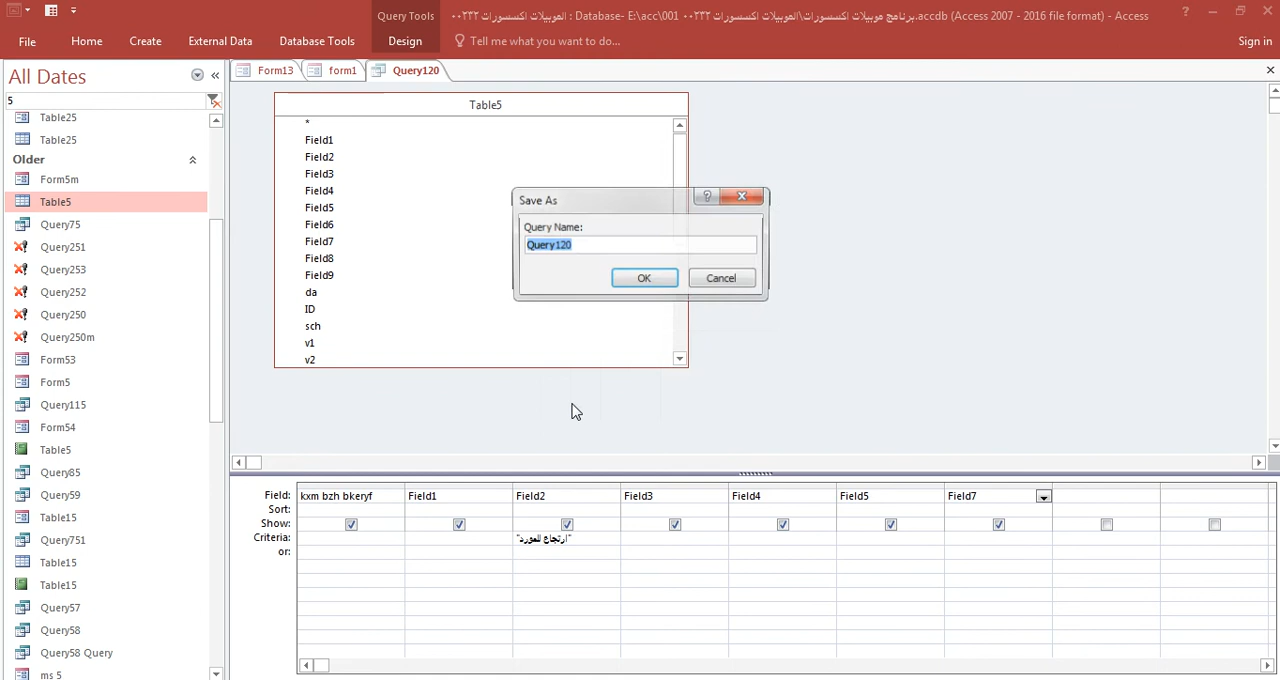 Query Tools
برنامج موبيلات اكسسورات\الموبيلات اكسسورات ٠٠٢٣٢ : Database- E:\acc\001 الموبيلات اكسسورات ٠٠٢٣٢.accdb (Access 2007 - 2016 file format) - Access
File Home Create External Data Database Tools Design Tell me what you want to do... Sign in
All Dates
5
Form13 form1 Query120
Table25
Table25
Older
Form5m
Table5
Query75
Query251
Query253
Query252
Query250
Query250m
Form53
Form5
Query115
Form54
Table5
Query85
Query59
Table15
Query751
Table15
Table15
Query57
Query58
Query58 Query
ms 5
Table5
*
Field1
Field2
Field3
Field4
Field5
Field6
Field7
Field8
Field9
da
ID
sch
v1
v2
Save As
Query Name:
Query120
OK Cancel
Field: kxm bzh bkeryf Field1 Field2 Field3 Field4 Field5 Field7
Sort:
Show:
Criteria: "ارتجاع للمورد"
or: